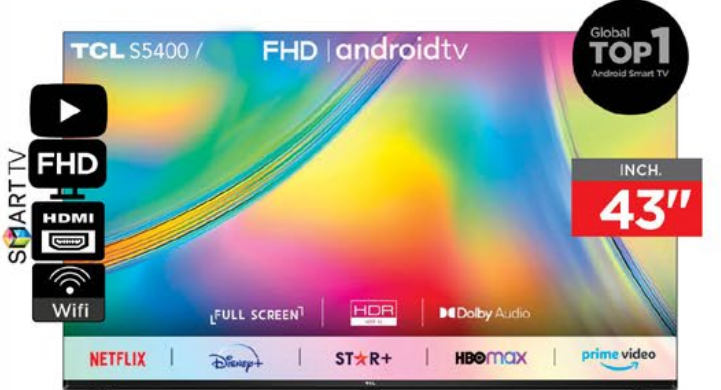 TCL S5400 /
FHD | androidtv
Global
TOP1
Android Smart TV
SMART TV
FHD
HDMI
Wifi
INCH.
43"
FULL SCREEN
HDR
Dolby Audio
NETFLIX
Disney+
ST★R+
HBOMAX
prime video
TCL